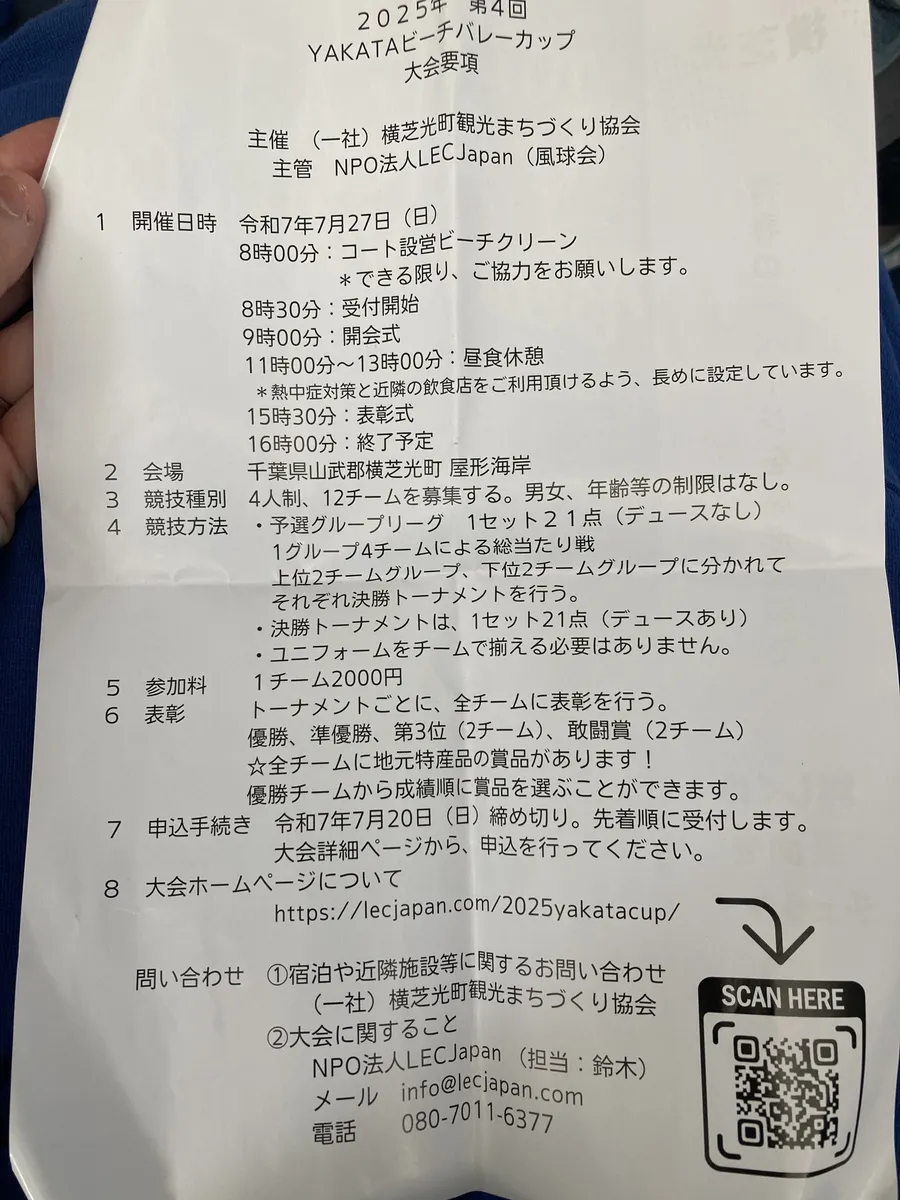 2025年 第4回
YAKATAビーチバレーカップ
大会要項
主催 （一社）横芝光町観光まちづくり協会
主管 NPO法人LECJapan（風球会）
1 開催日時 令和7年7月27日（日）
8時00分：コート設営ビーチクリーン
＊できる限り、ご協力をお願いします。
8時30分：受付開始
9時00分：開会式
11時00分～13時00分：昼食休憩
＊熱中症対策と近隣の飲食店をご利用頂けるよう、長めに設定しています。
15時30分：表彰式
16時00分：終了予定
2 会場 千葉県山武郡横芝光町 屋形海岸
3 競技種別 4人制、12チームを募集する。男女、年齢等の制限はなし。
4 競技方法 ・予選グループリーグ 1セット２１点（デュースなし）
1グループ4チームによる総当たり戦
上位2チームグループ、下位2チームグループに分かれて
それぞれ決勝トーナメントを行う。
・決勝トーナメントは、1セット21点（デュースあり）
・ユニフォームをチームで揃える必要はありません。
5 参加料 １チーム2000円
6 表彰 トーナメントごとに、全チームに表彰を行う。
優勝、準優勝、第3位（2チーム）、敢闘賞（2チーム）
☆全チームに地元特産品の賞品があります！
優勝チームから成績順に賞品を選ぶことができます。
7 申込手続き 令和7年7月20日（日）締め切り。先着順に受付します。
大会詳細ページから、申込を行ってください。
8 大会ホームページについて
https://lecjapan.com/2025yakatacup/
問い合わせ ①宿泊や近隣施設等に関するお問い合わせ
（一社）横芝光町観光まちづくり協会
②大会に関すること
NPO法人LECJapan（担当：鈴木）
メール info@lecjapan.com
電話 080-7011-6377
SCAN HERE